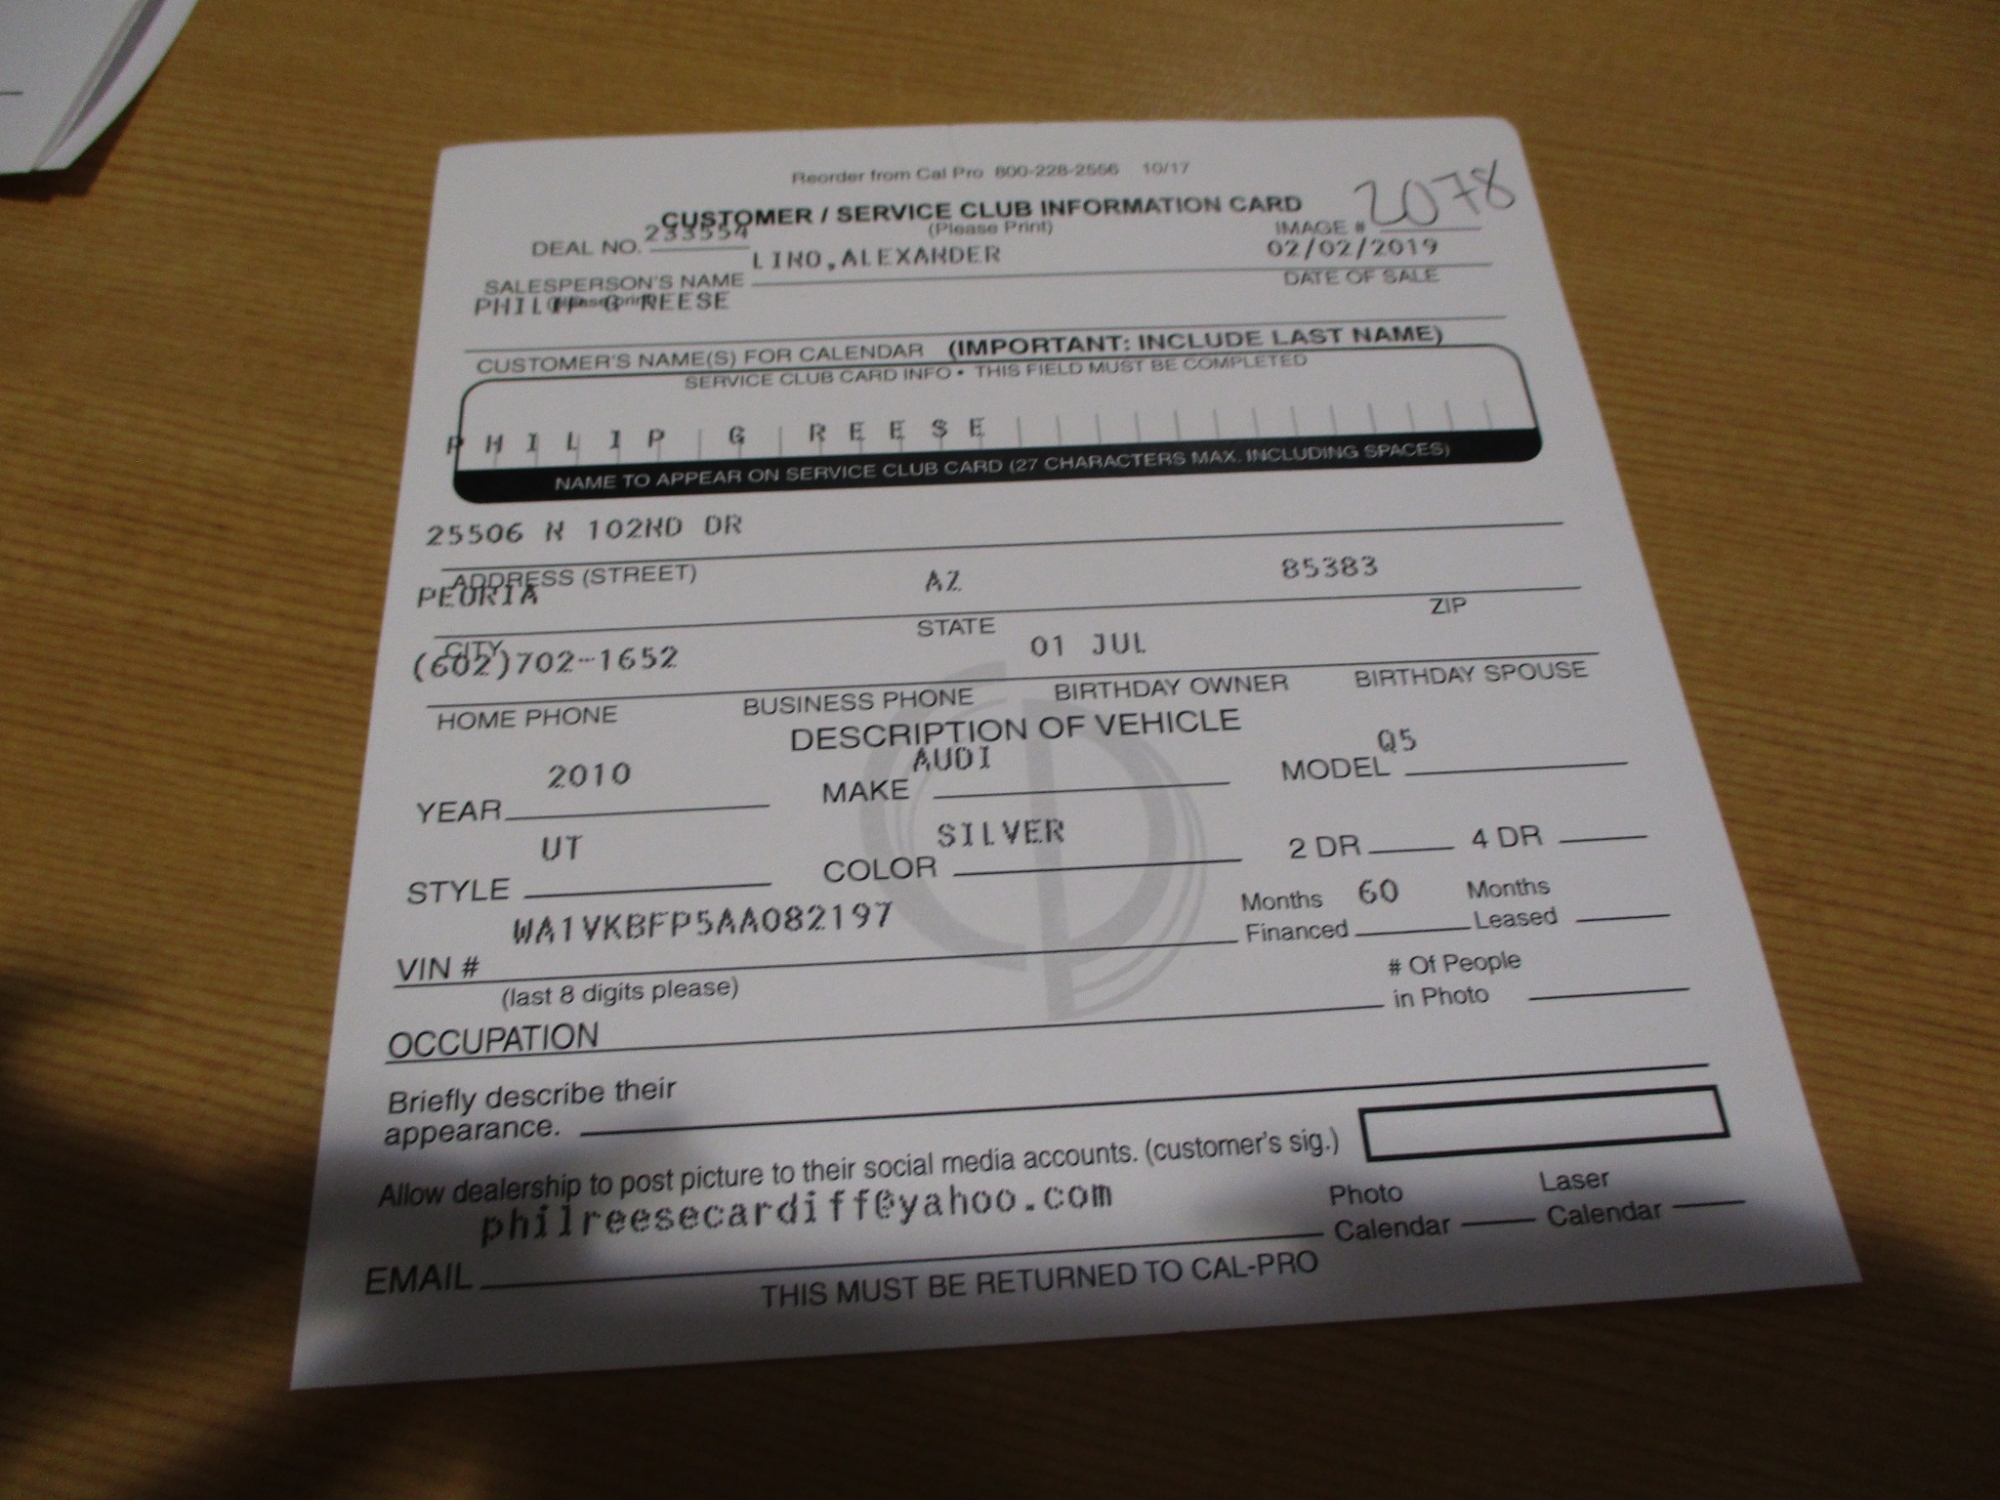 Reorder from Cal Pro 800-228-2556 10/17
CUSTOMER / SERVICE CLUB INFORMATION CARD
(Please Print)
DEAL NO. 233554
IMAGE # 2078
LINO,ALEXANDER 02/02/2019
SALESPERSON'S NAME DATE OF SALE
(please print)
PHILIP G REESE
CUSTOMER'S NAME(S) FOR CALENDAR (IMPORTANT: INCLUDE LAST NAME)
SERVICE CLUB CARD INFO • THIS FIELD MUST BE COMPLETED
PHILIP G REESE
NAME TO APPEAR ON SERVICE CLUB CARD (27 CHARACTERS MAX. INCLUDING SPACES)
25506 N 102ND DR
ADDRESS (STREET)
PEORIA AZ 85383
CITY STATE ZIP
(602)702-1652 01 JUL
HOME PHONE BUSINESS PHONE BIRTHDAY OWNER BIRTHDAY SPOUSE
DESCRIPTION OF VEHICLE
2010 AUDI Q5
YEAR MAKE MODEL
UT SILVER
STYLE COLOR 2 DR 4 DR
WA1VKBFP5AA082197 Months 60 Months
VIN # Financed Leased
(last 8 digits please) # Of People
OCCUPATION in Photo
Briefly describe their
appearance.
Allow dealership to post picture to their social media accounts. (customer's sig.)
philreesecardiff@yahoo.com Photo Laser
EMAIL Calendar Calendar
THIS MUST BE RETURNED TO CAL-PRO